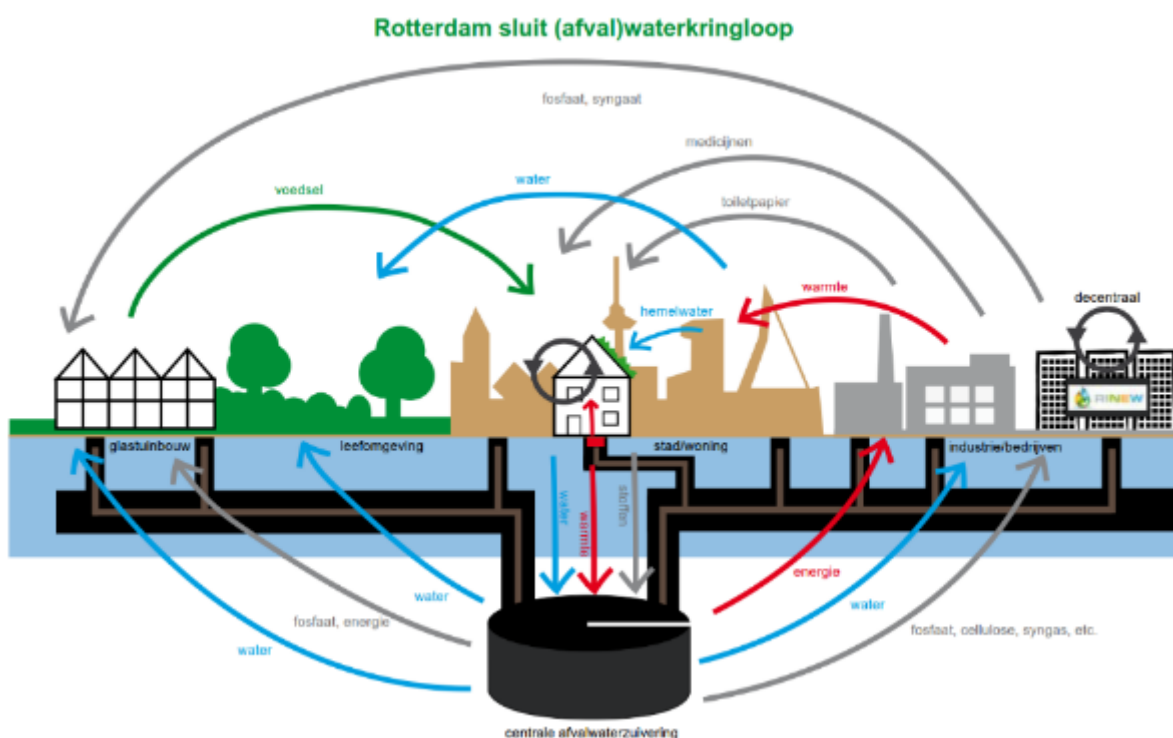 Rotterdam sluit (afval)waterkringloop
fosfaat, syngaat
medicijnen
voedsel
water
toiletpapier
warmte
decentraal
hemelwater
RINEW
glastuinbouw
leefomgeving
stad/woning
industrie/bedrijven
water
warmte
stoffen
energie
water
water
fosfaat, energie
fosfaat, cellulose, syngas, etc.
water
centrale afvalwaterzuivering